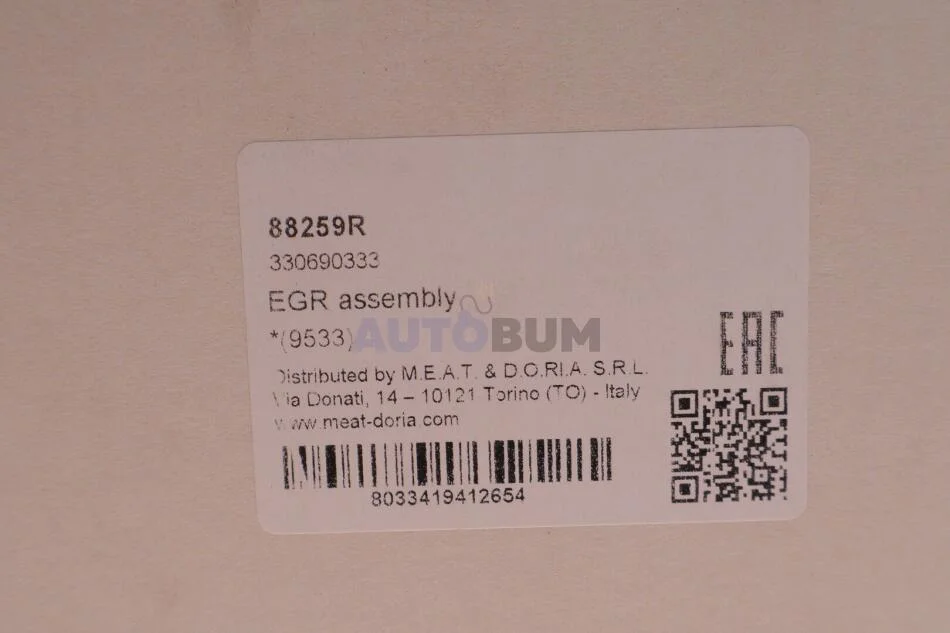 88259R
330690333
EGR assembly
*(9533)
AUTOBUM
Distributed by M.E.A.T. & D.O.RI.A. S.R.L.
Via Donati, 14 – 10121 Torino (TO) - Italy
www.meat-doria.com
8033419412654
EAC